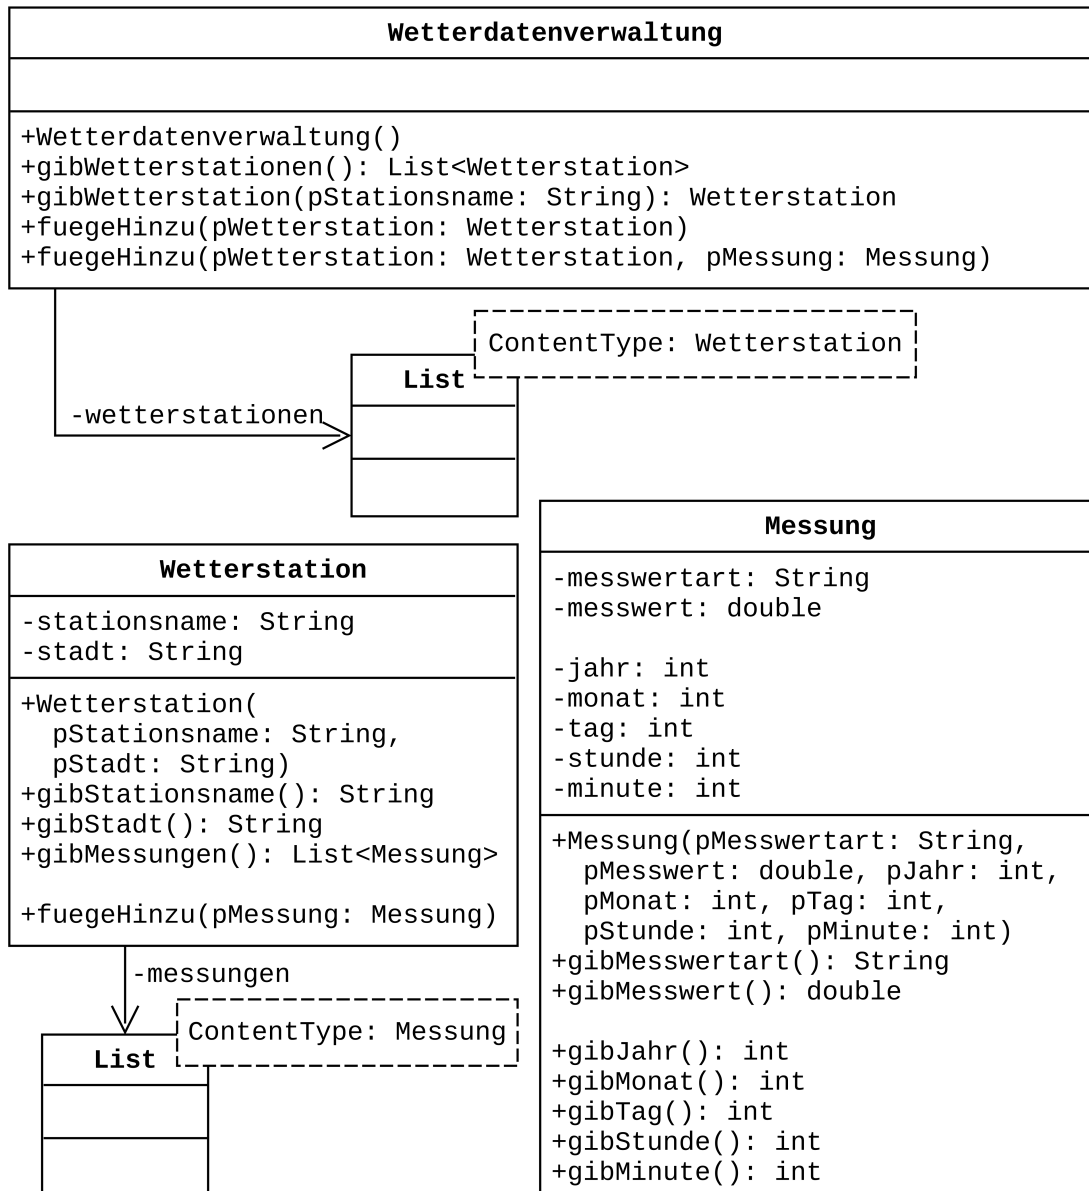 Wetterdatenverwaltung
+Wetterdatenverwaltung()
+gibWetterstationen(): List<Wetterstation>
+gibWetterstation(pStationsname: String): Wetterstation
+fuegeHinzu(pWetterstation: Wetterstation)
+fuegeHinzu(pWetterstation: Wetterstation, pMessung: Messung)
ContentType: Wetterstation
List
-wetterstationen
Wetterstation
-stationsname: String
-stadt: String
+Wetterstation(
pStationsname: String,
pStadt: String)
+gibStationsname(): String
+gibStadt(): String
+gibMessungen(): List<Messung>
+fuegeHinzu(pMessung: Messung)
-messungen
ContentType: Messung
List
Messung
-messwertart: String
-messwert: double
-jahr: int
-monat: int
-tag: int
-stunde: int
-minute: int
+Messung(pMesswertart: String,
pMesswert: double, pJahr: int,
pMonat: int, pTag: int,
pStunde: int, pMinute: int)
+gibMesswertart(): String
+gibMesswert(): double
+gibJahr(): int
+gibMonat(): int
+gibTag(): int
+gibStunde(): int
+gibMinute(): int